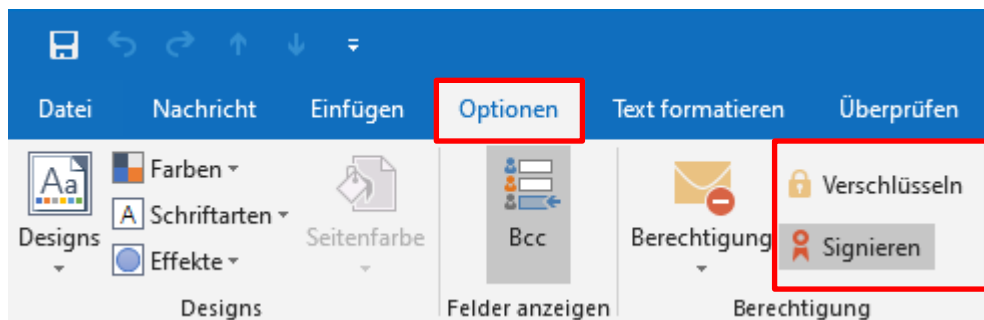 Datei Nachricht Einfügen Optionen Text formatieren Überprüfen
Aa
Designs
Farben
A Schriftarten
Effekte
Seitenfarbe
Designs
Bcc
Felder anzeigen
Berechtigung
Verschlüsseln
Signieren
Berechtigung